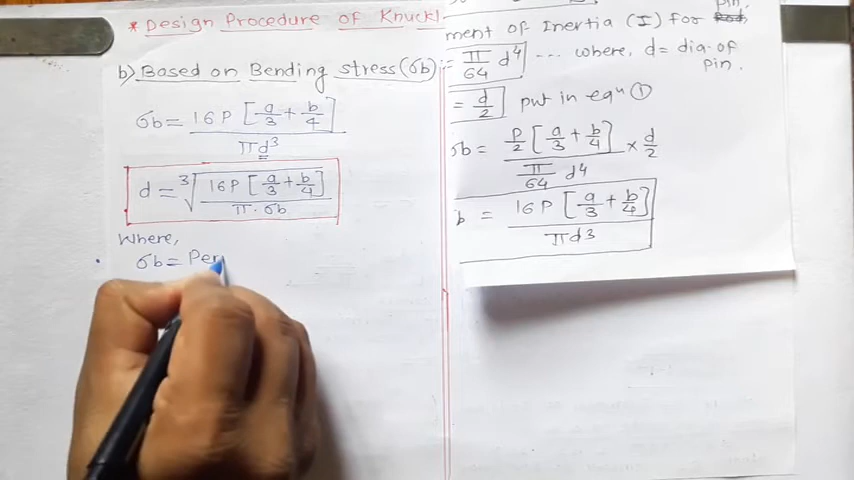 * Design Procedure of Knuckl
b) Based on Bending stress (σb) :-
σb = 16P [a/3 + b/4] / πd³
d = ³√(16P [a/3 + b/4] / π · σb)
Where,
σb = Per
pin.
ment of Inertia (I) for
π/64 d⁴ ... where, d = dia. of
pin.
= d/2 put in eqⁿ ①
σb = P/2 [a/3 + b/4] / π/64 d⁴ × d/2
b = 16P [a/3 + b/4] / πd³